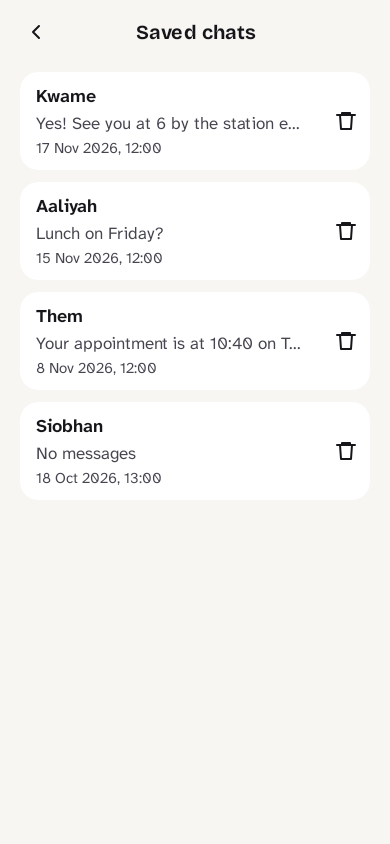 Saved chats
Kwame
Yes! See you at 6 by the station e...
17 Nov 2026, 12:00
Aaliyah
Lunch on Friday?
15 Nov 2026, 12:00
Them
Your appointment is at 10:40 on T...
8 Nov 2026, 12:00
Siobhan
No messages
18 Oct 2026, 13:00